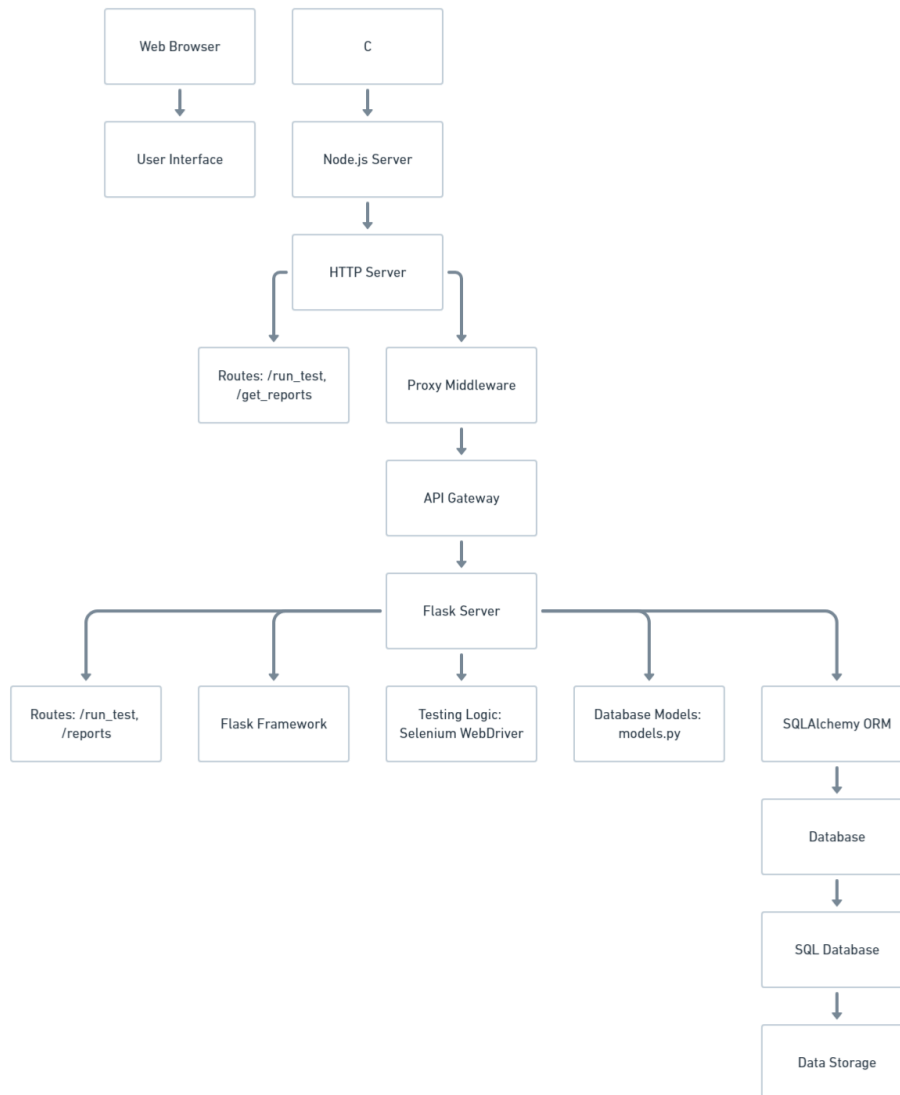 Web Browser
C
User Interface
Node.js Server
HTTP Server
Routes: /run_test,
/get_reports
Proxy Middleware
API Gateway
Flask Server
Routes: /run_test,
/reports
Flask Framework
Testing Logic:
Selenium WebDriver
Database Models:
models.py
SQLAlchemy ORM
Database
SQL Database
Data Storage